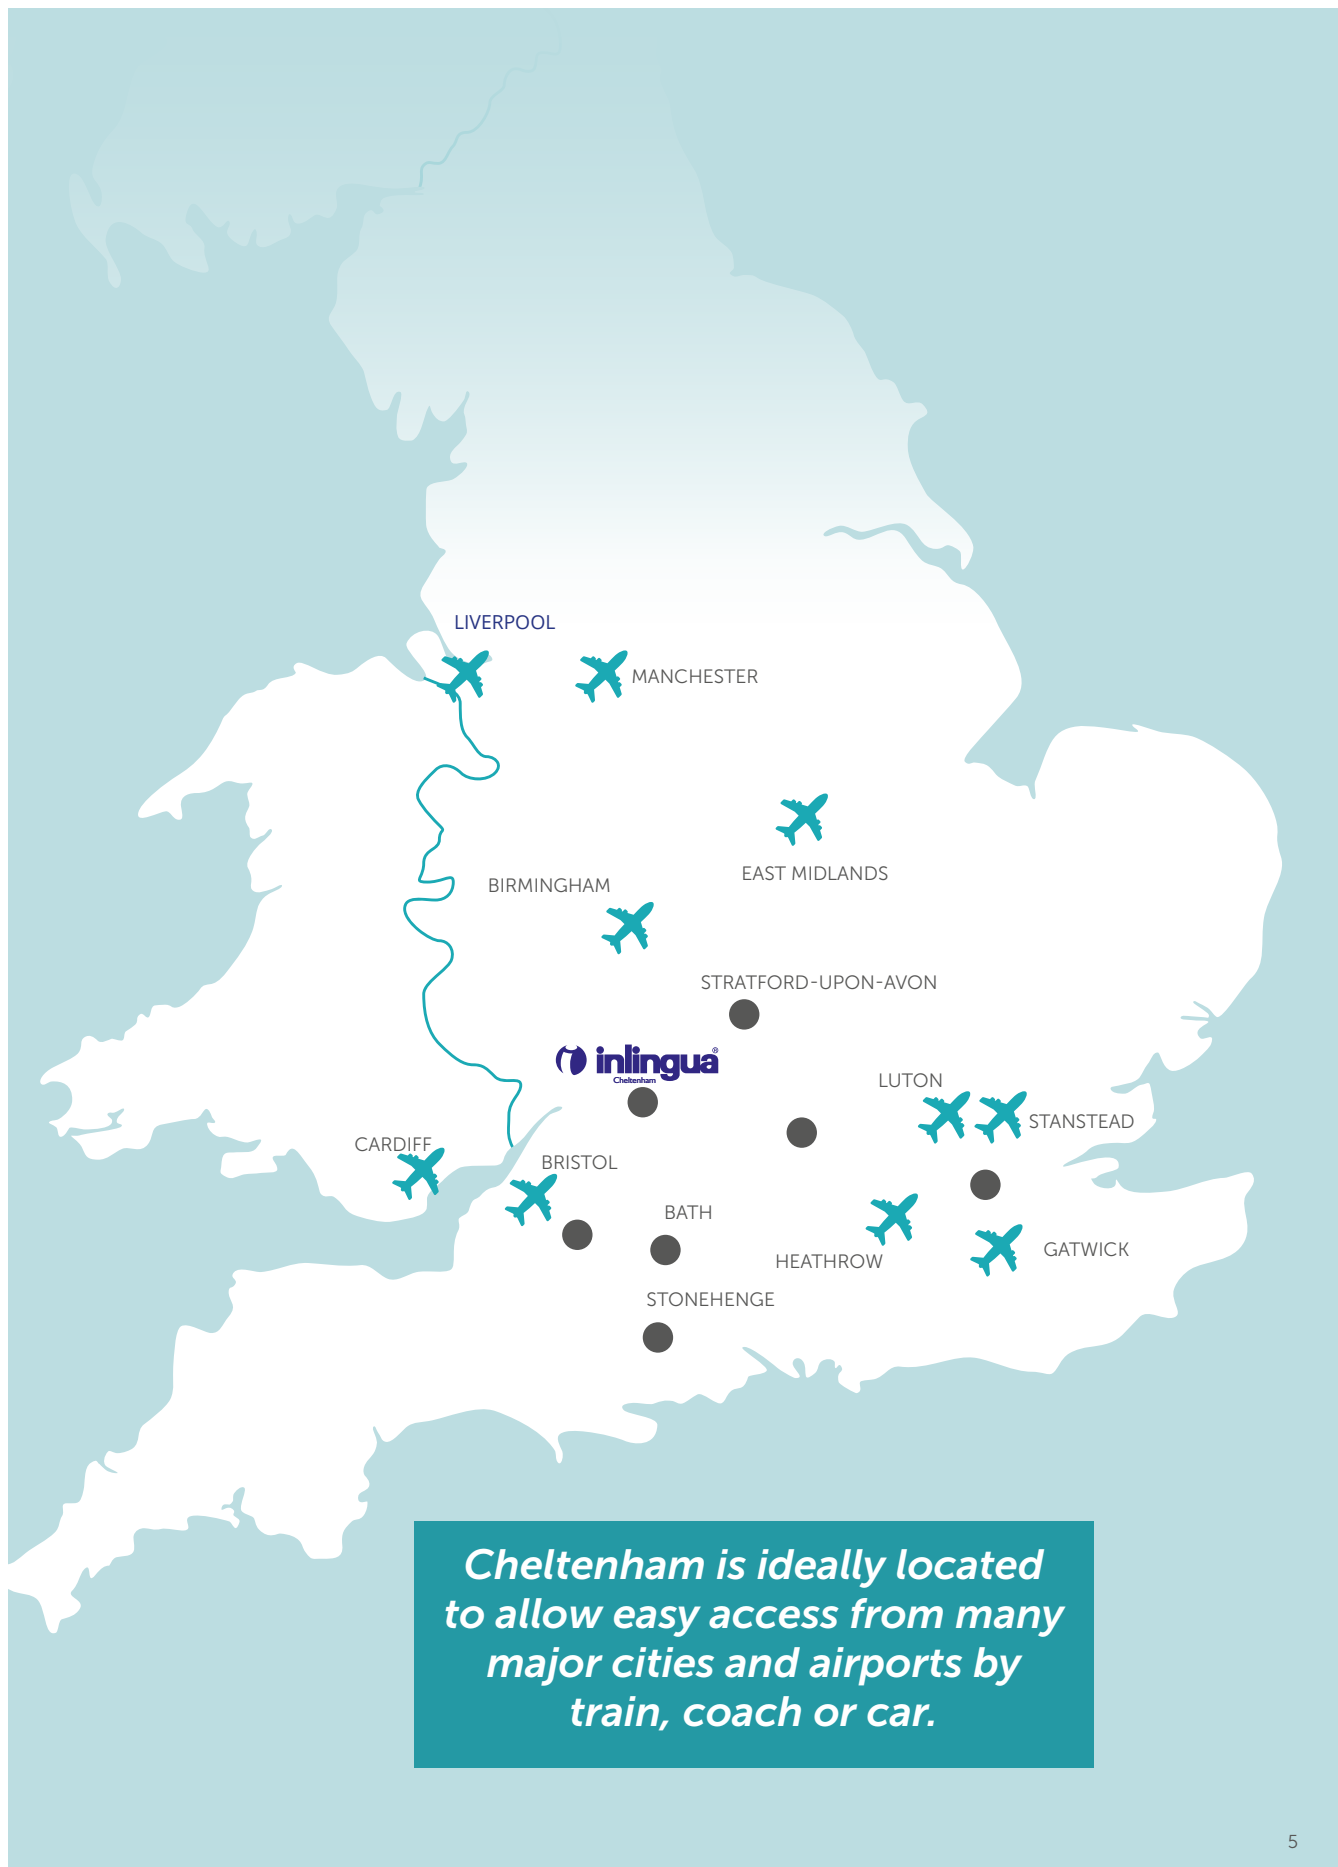 LIVERPOOL
MANCHESTER
EAST MIDLANDS
BIRMINGHAM
STRATFORD-UPON-AVON
inlingua®
Cheltenham
LUTON
STANSTEAD
CARDIFF
BRISTOL
BATH
HEATHROW
GATWICK
STONEHENGE
Cheltenham is ideally located
to allow easy access from many
major cities and airports by
train, coach or car.
5